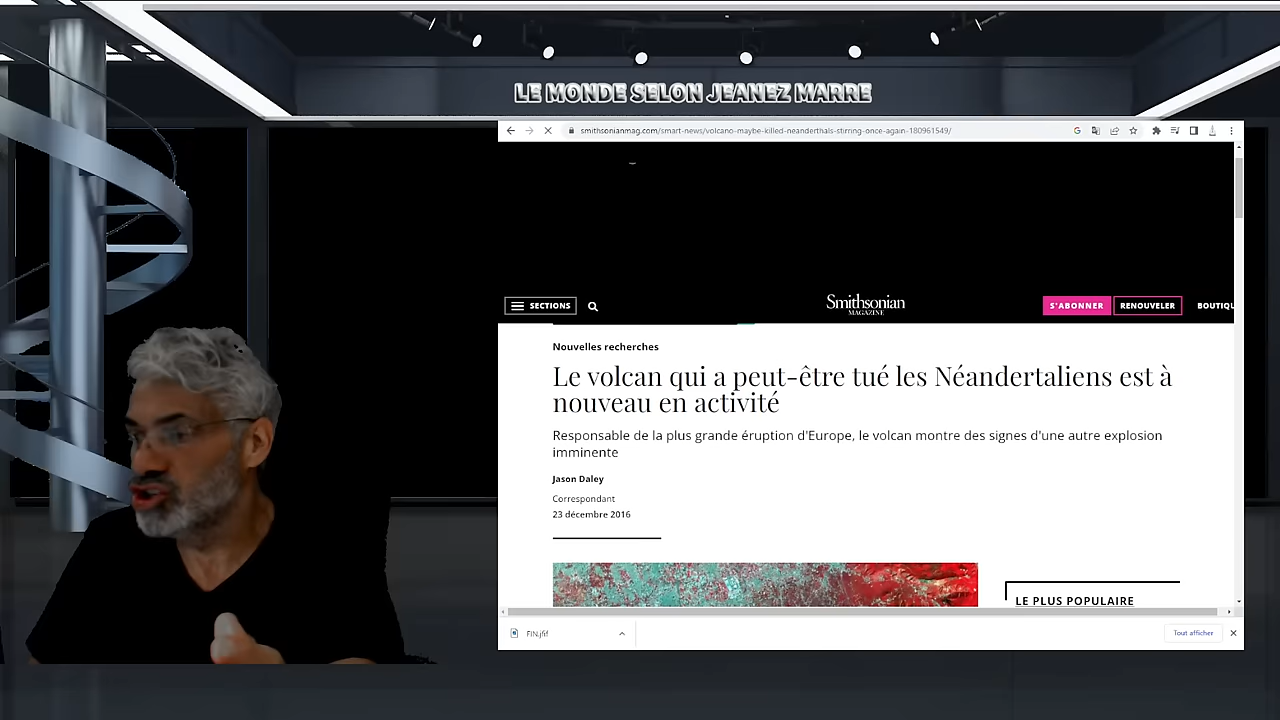 LE MONDE SELON JEANEZ MARRE
smithsonianmag.com/smart-news/volcano-maybe-killed-neanderthals-stirring-once-again-180961549/
SECTIONS
Smithsonian
MAGAZINE
S'ABONNER
RENOUVELER
BOUTIQU
Nouvelles recherches
Le volcan qui a peut-être tué les Néandertaliens est à
nouveau en activité
Responsable de la plus grande éruption d'Europe, le volcan montre des signes d'une autre explosion
imminente
Jason Daley
Correspondant
23 décembre 2016
LE PLUS POPULAIRE
FIN.jfif
Tout afficher